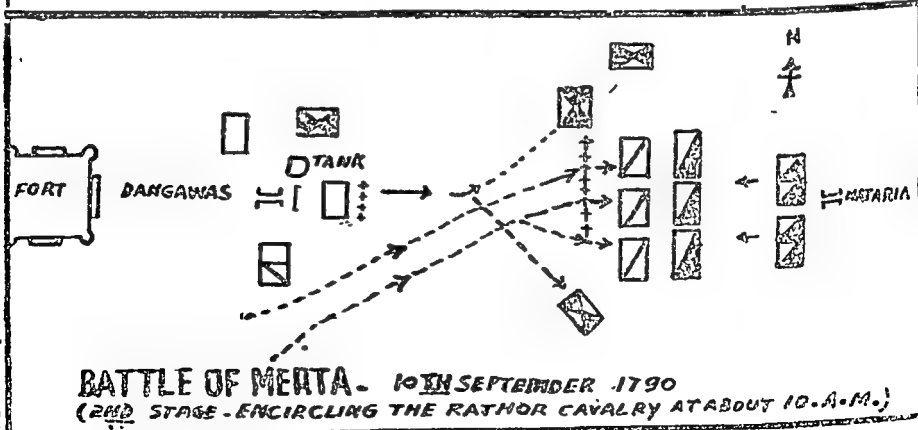 N
TANK
FORT
DANGAWAS
MATARIA
BATTLE OF MERTA- 10TH SEPTEMBER 1790
(2ND STAGE-ENCIRCLING THE RATHOR CAVALRY AT ABOUT 10.A.M.)